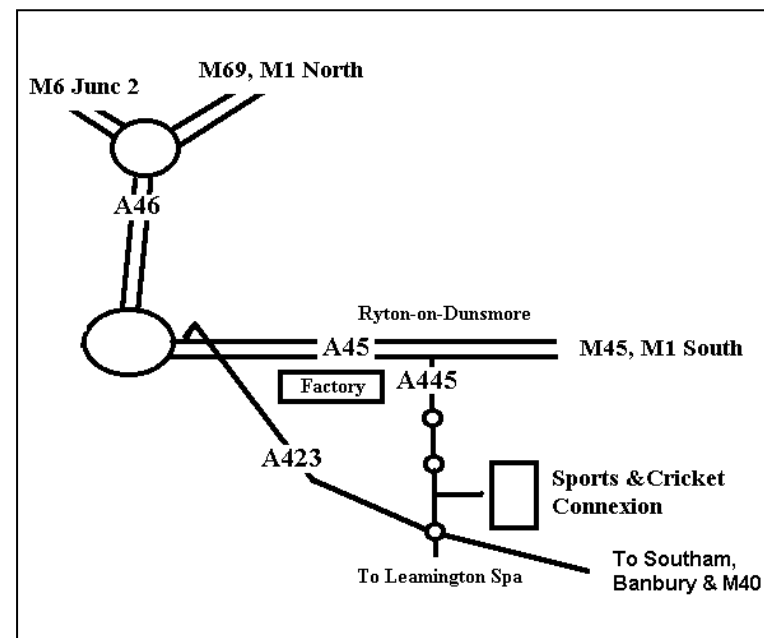 M69, M1 North
M6 Junc 2
A46
Ryton-on-Dunsmore
A45
M45, M1 South
Factory
A445
A423
Sports &Cricket
Connexion
To Southam,
Banbury & M40
To Leamington Spa